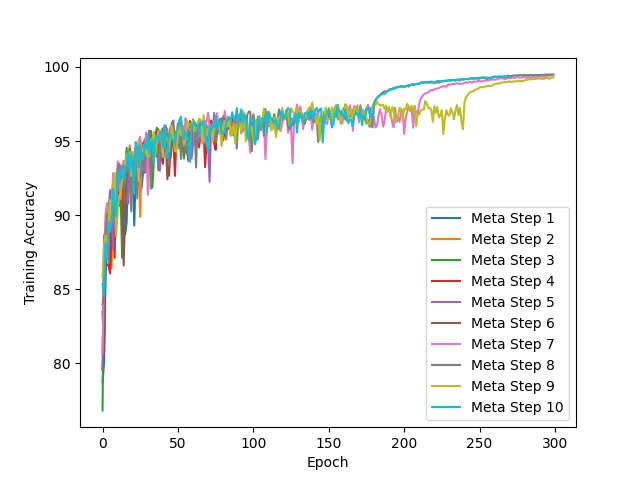 100
95
90
85
80
Training Accuracy
Meta Step 1
Meta Step 2
Meta Step 3
Meta Step 4
Meta Step 5
Meta Step 6
Meta Step 7
Meta Step 8
Meta Step 9
Meta Step 10
0 50 100 150 200 250 300
Epoch